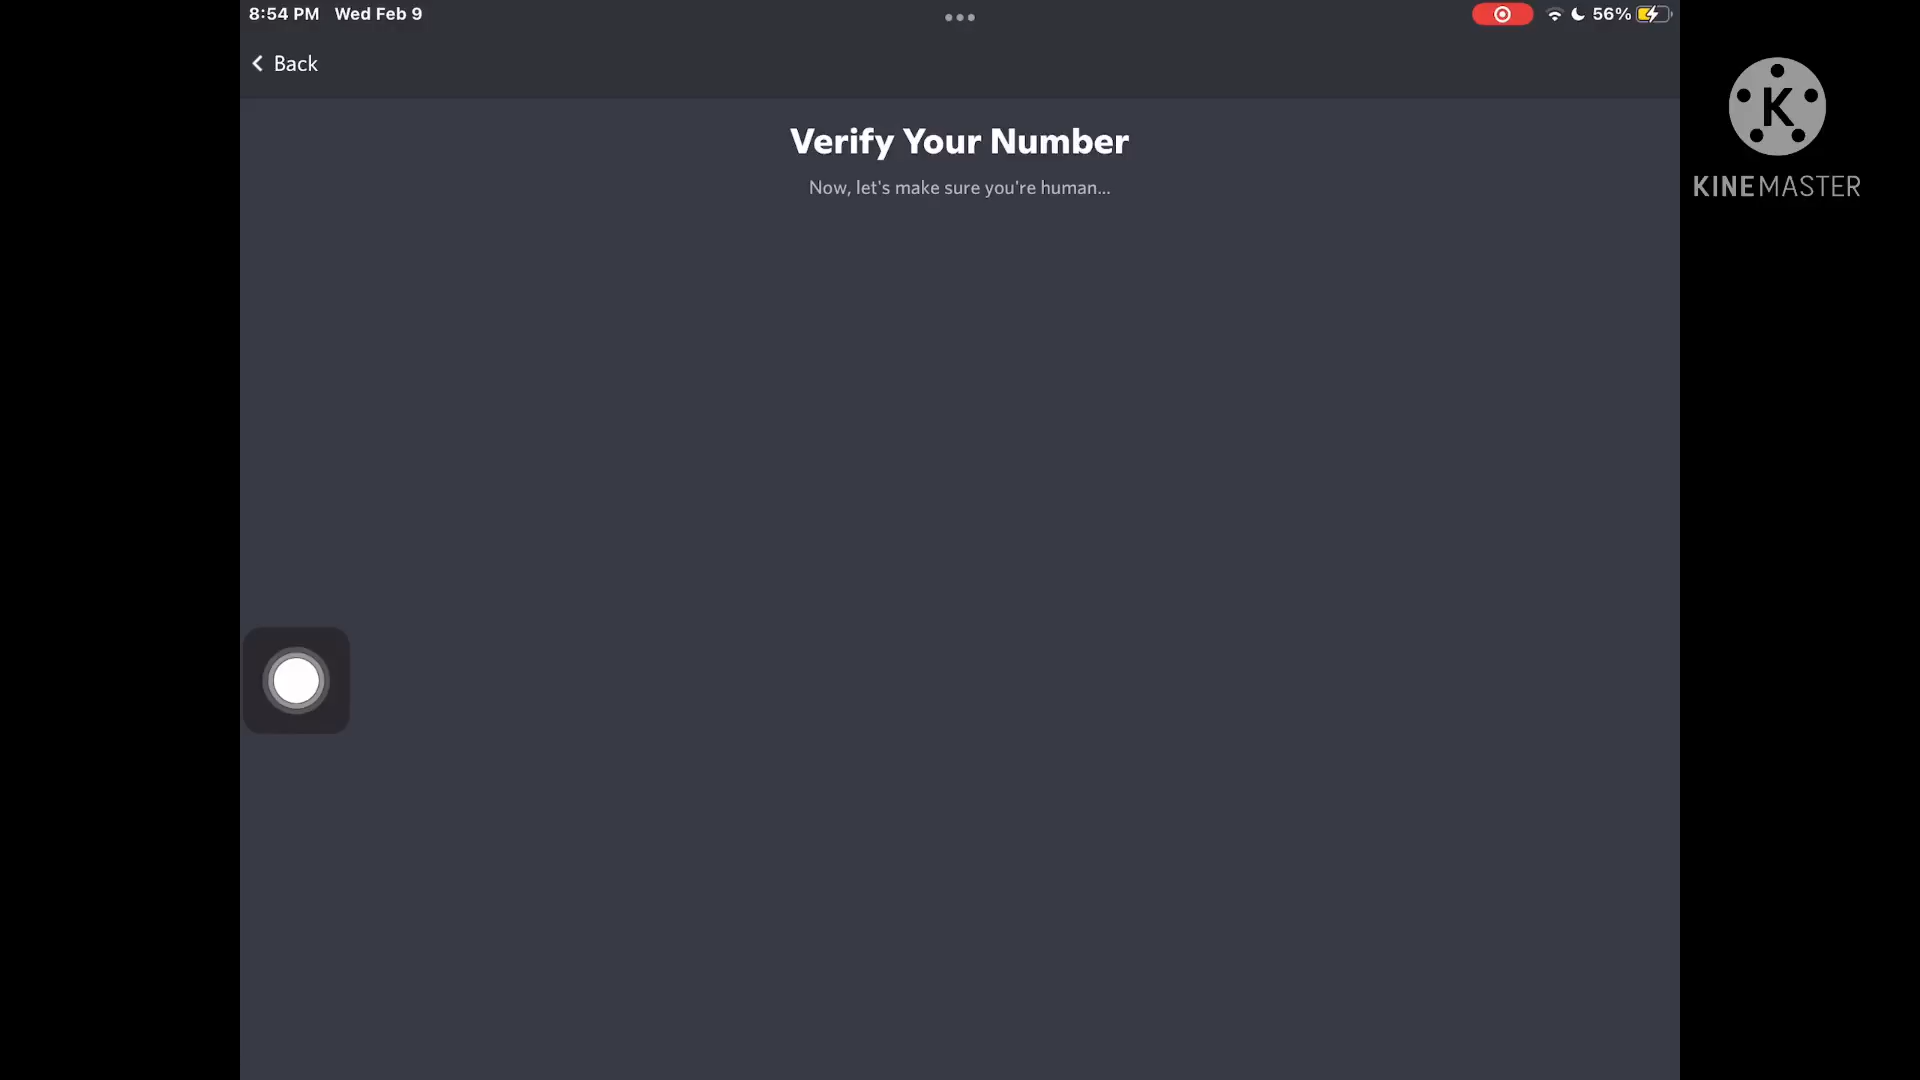 8:54 PM Wed Feb 9
56%
Back
Verify Your Number
Now, let's make sure you're human...
K
KINEMASTER